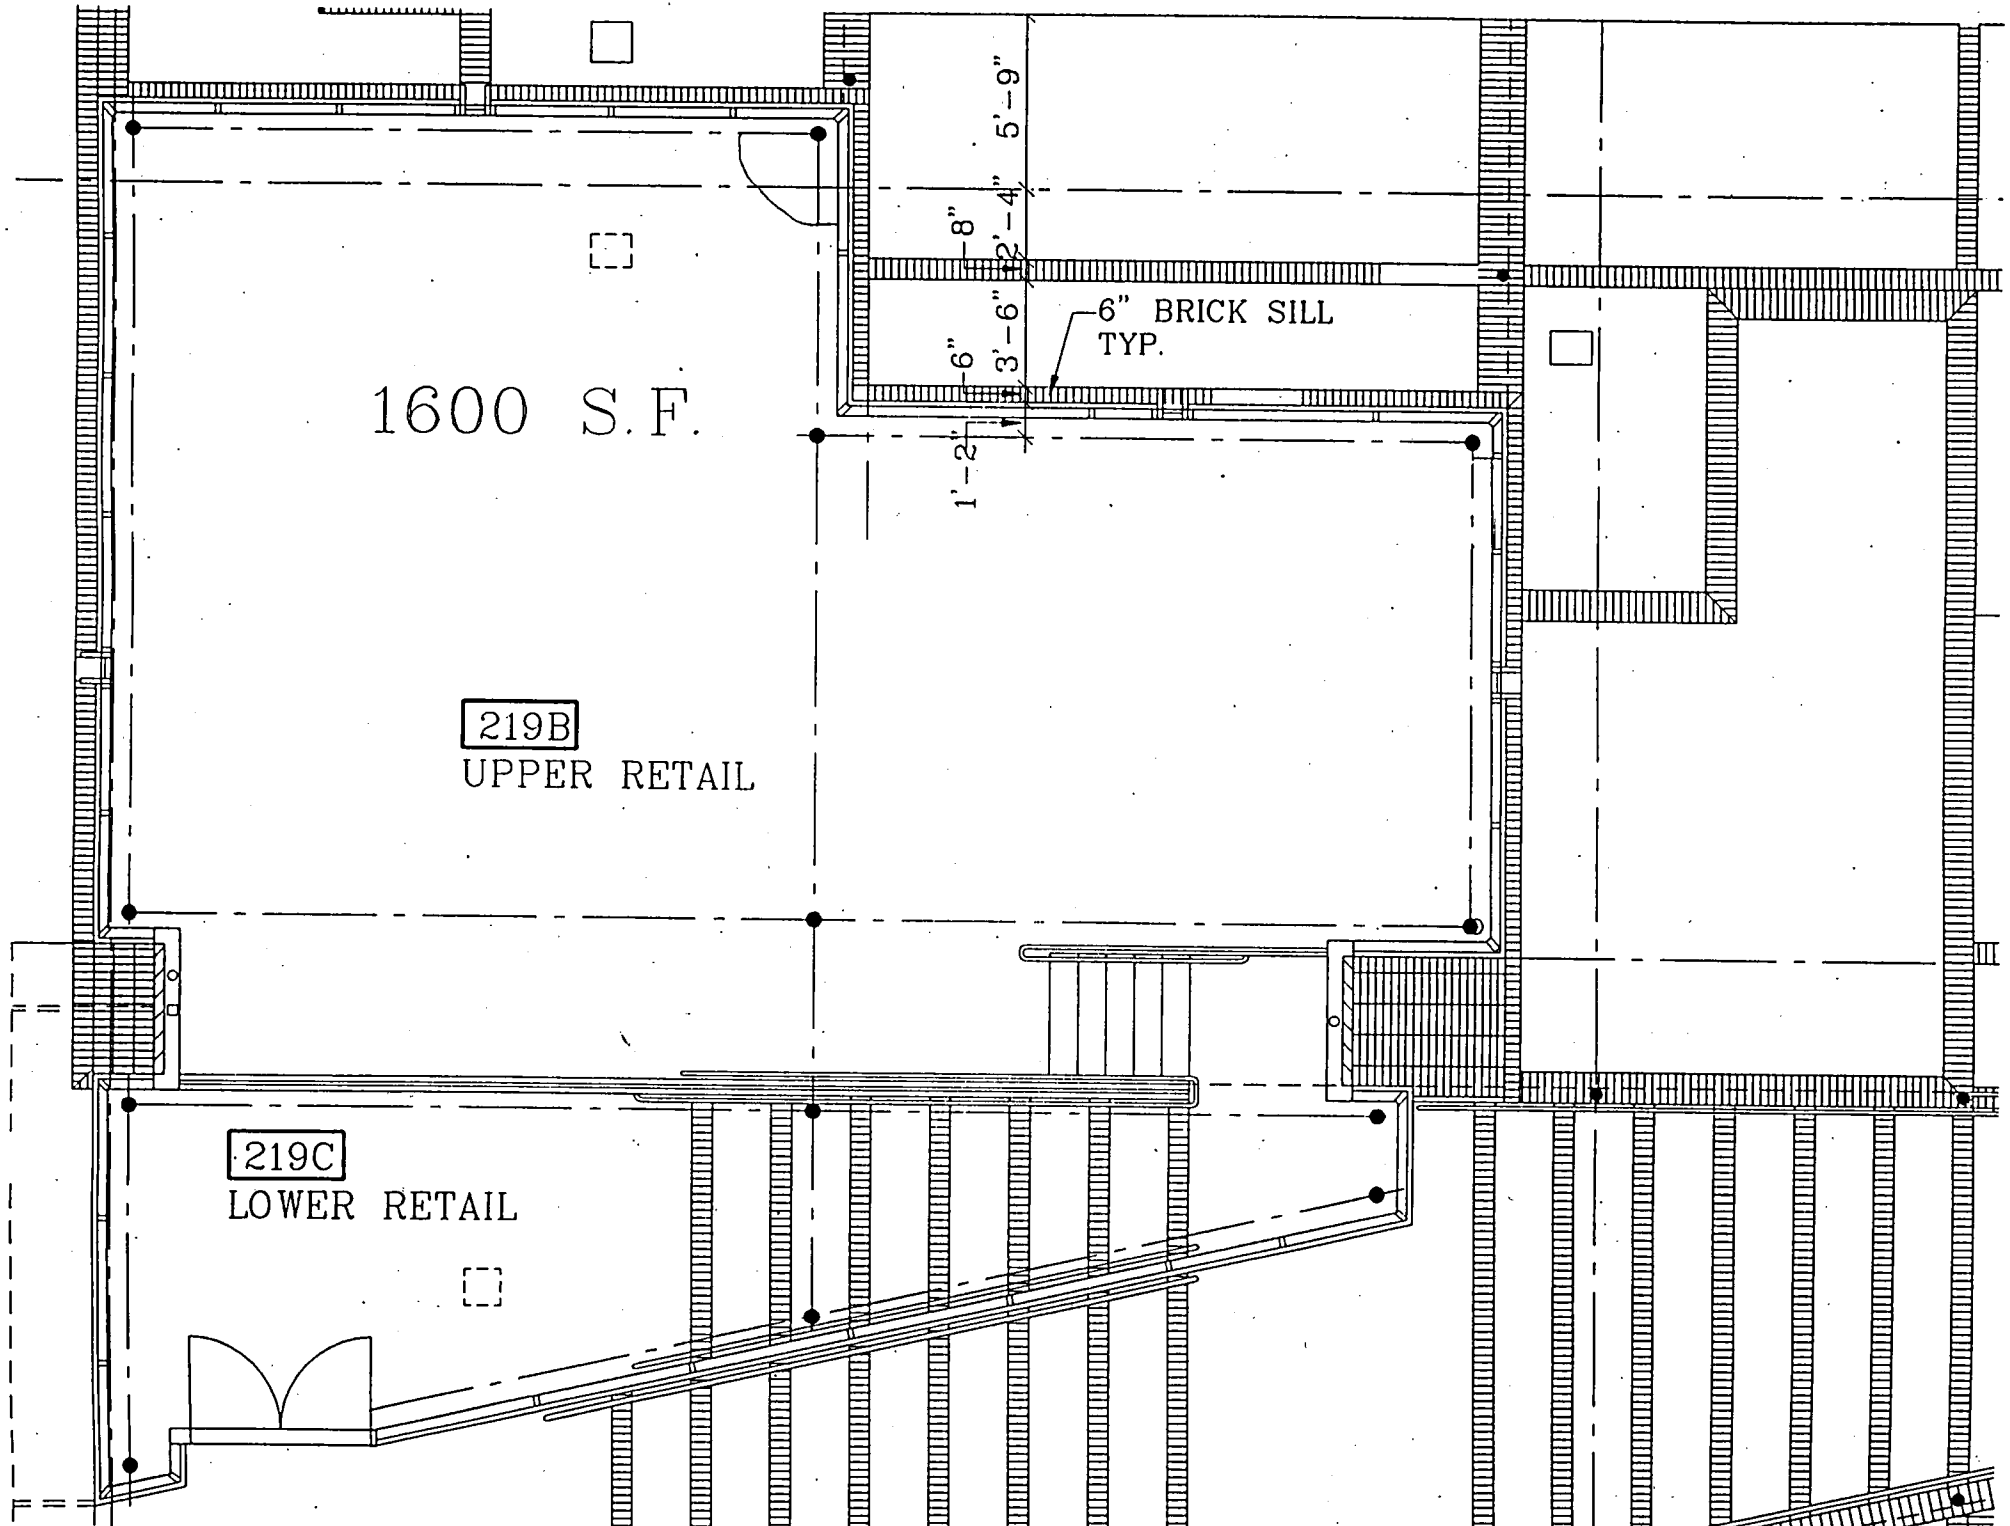 5'-9"
2'-4"
8"
6" BRICK SILL
TYP.
3'-6"
6"
1600 S.F.
1'-2"
219B
UPPER RETAIL
219C
LOWER RETAIL